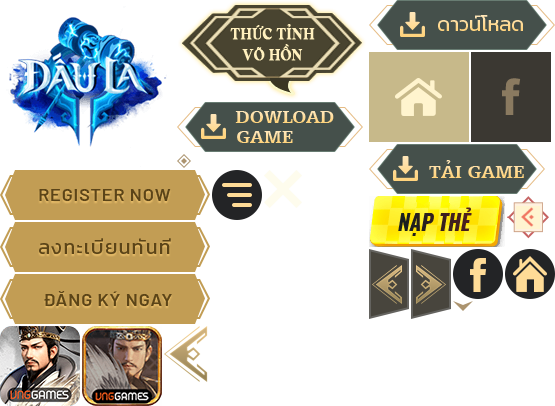 ĐẤU LA
THỨC TỈNH
VÕ HỒN
ดาวน์โหลด
DOWLOAD
GAME
TẢI GAME
REGISTER NOW
NẠP THẺ
ลงทะเบียนทันที
ĐĂNG KÝ NGAY
VNGGAMES
VNGGAMES